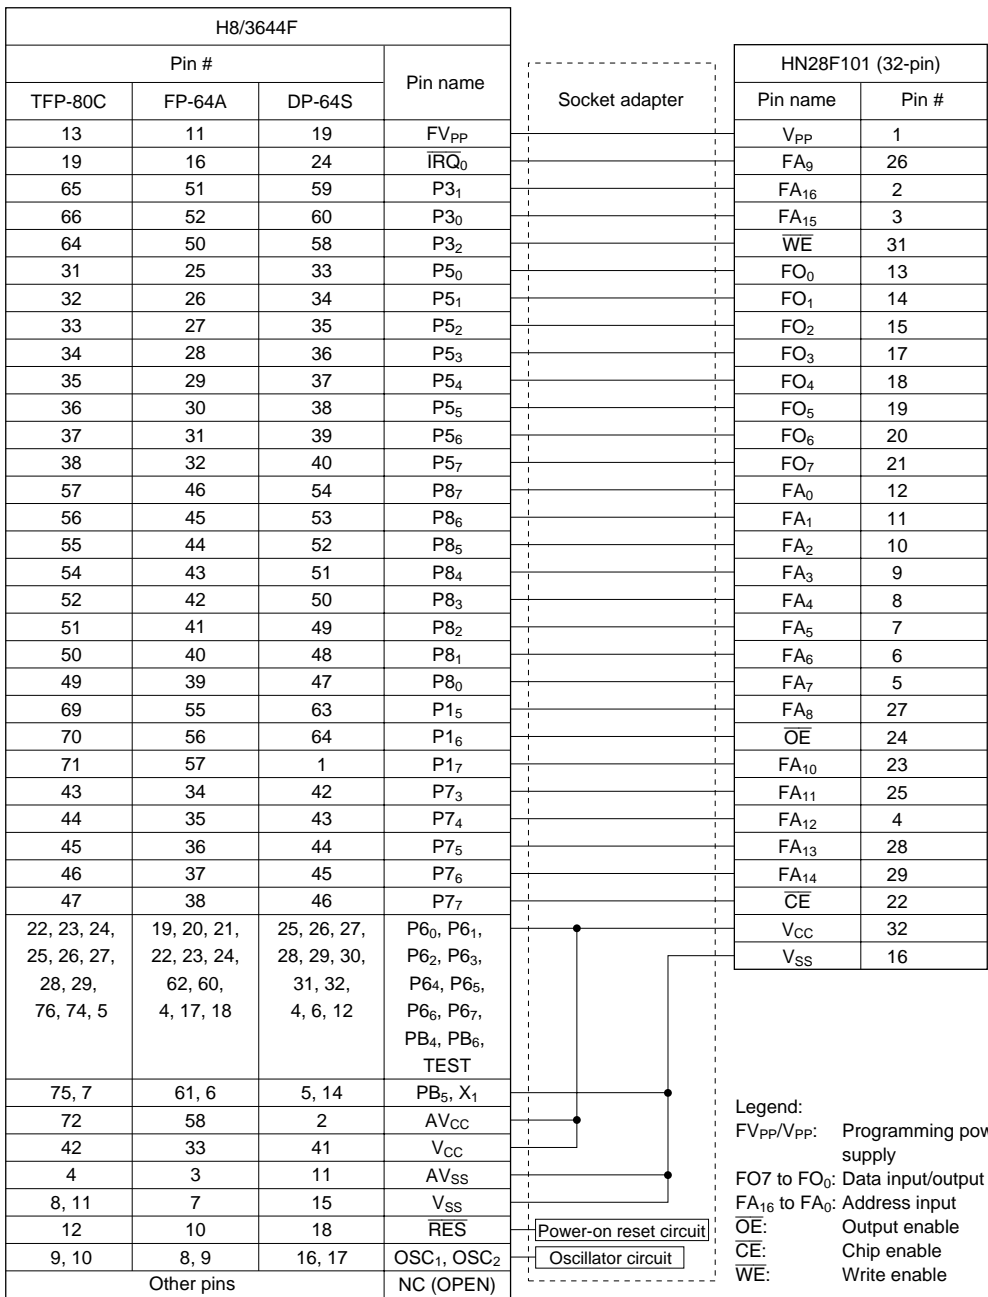 H8/3644F
Pin #
Pin name
TFP-80C FP-64A DP-64S
Socket adapter
HN28F101 (32-pin)
Pin name Pin #
13 11 19 FVPP VPP 1
19 16 24 I̅R̅Q̅0 FA9 26
65 51 59 P31 FA16 2
66 52 60 P30 FA15 3
64 50 58 P32 W̅E̅ 31
31 25 33 P50 FO0 13
32 26 34 P51 FO1 14
33 27 35 P52 FO2 15
34 28 36 P53 FO3 17
35 29 37 P54 FO4 18
36 30 38 P55 FO5 19
37 31 39 P56 FO6 20
38 32 40 P57 FO7 21
57 46 54 P87 FA0 12
56 45 53 P86 FA1 11
55 44 52 P85 FA2 10
54 43 51 P84 FA3 9
52 42 50 P83 FA4 8
51 41 49 P82 FA5 7
50 40 48 P81 FA6 6
49 39 47 P80 FA7 5
69 55 63 P15 FA8 27
70 56 64 P16 O̅E̅ 24
71 57 1 P17 FA10 23
43 34 42 P73 FA11 25
44 35 43 P74 FA12 4
45 36 44 P75 FA13 28
46 37 45 P76 FA14 29
47 38 46 P77 C̅E̅ 22
22, 23, 24, 19, 20, 21, 25, 26, 27, P60, P61, VCC 32
25, 26, 27, 22, 23, 24, 28, 29, 30, P62, P63, VSS 16
28, 29, 62, 60, 31, 32, P64, P65,
76, 74, 5 4, 17, 18 4, 6, 12 P66, P67,
PB4, PB6,
TEST
75, 7 61, 6 5, 14 PB5, X1
72 58 2 AVCC
42 33 41 VCC
4 3 11 AVSS
8, 11 7 15 VSS
12 10 18 R̅E̅S̅ Power-on reset circuit
9, 10 8, 9 16, 17 OSC1, OSC2 Oscillator circuit
Other pins NC (OPEN)
Legend:
FVPP/VPP: Programming pow
supply
FO7 to FO0: Data input/output
FA16 to FA0: Address input
O̅E̅: Output enable
C̅E̅: Chip enable
W̅E̅: Write enable